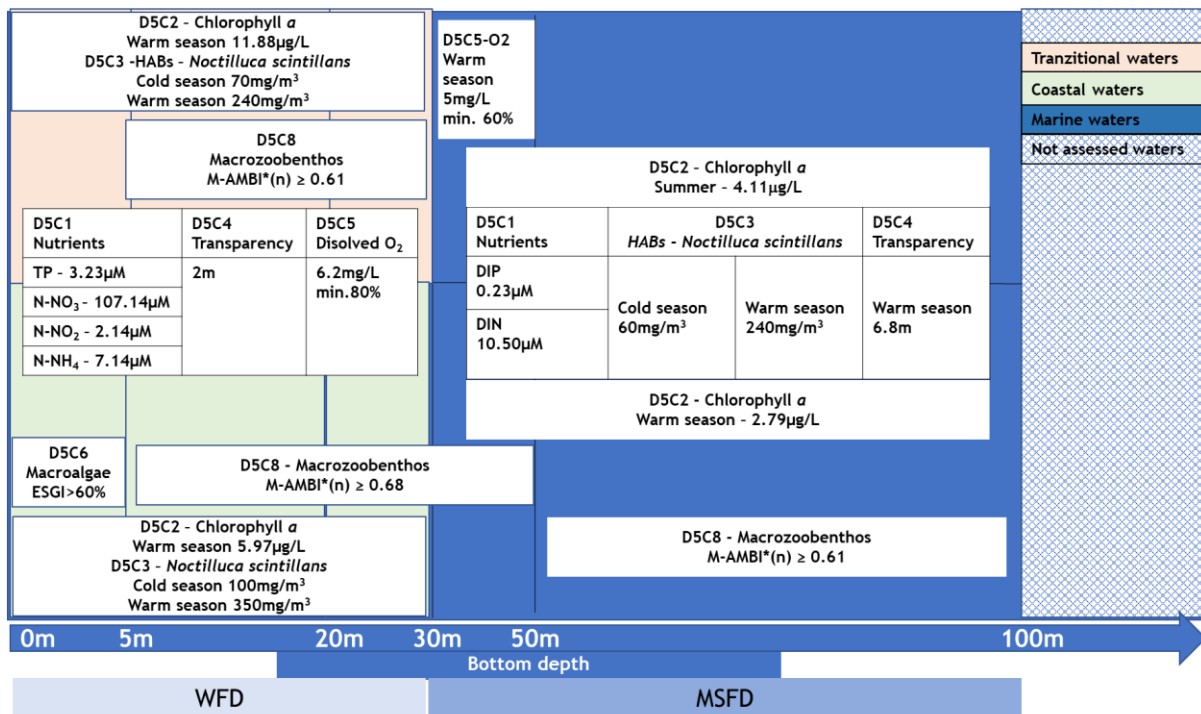 D5C2 – Chlorophyll a
Warm season 11.88µg/L
D5C3 -HABs – Noctilluca scintillans
Cold season 70mg/m³
Warm season 240mg/m³
D5C8
Macrozoobenthos
M-AMBI*(n) ≥ 0.61
D5C1
Nutrients
D5C4
Transparency
D5C5
Disolved O₂
TP – 3.23µM
N-NO₃ – 107.14µM
N-NO₂ – 2.14µM
N-NH₄ – 7.14µM
2m
6.2mg/L
min.80%
D5C6
Macroalgae
ESGI>60%
D5C8 - Macrozoobenthos
M-AMBI*(n) ≥ 0.68
D5C2 – Chlorophyll a
Warm season 5.97µg/L
D5C3 – Noctilluca scintillans
Cold season 100mg/m³
Warm season 350mg/m³
D5C5-O2
Warm
season
5mg/L
min. 60%
D5C2 – Chlorophyll a
Summer – 4.11µg/L
D5C1
Nutrients
D5C3
HABs - Noctilluca scintillans
D5C4
Transparency
DIP
0.23µM
DIN
10.50µM
Cold season
60mg/m³
Warm season
240mg/m³
Warm season
6.8m
D5C2 - Chlorophyll a
Warm season – 2.79µg/L
D5C8 - Macrozoobenthos
M-AMBI*(n) ≥ 0.61
Tranzitional waters
Coastal waters
Marine waters
Not assessed waters
0m 5m 20m 30m 50m 100m
Bottom depth
WFD MSFD